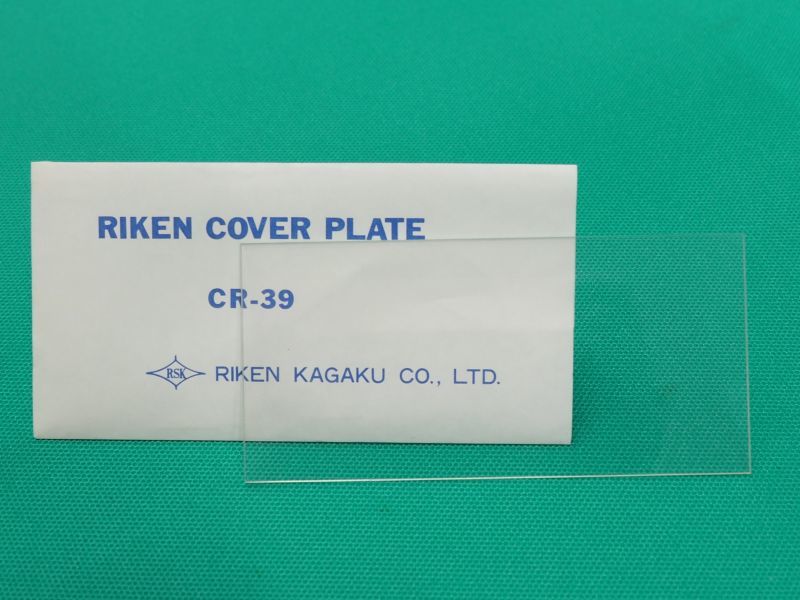 RIKEN COVER PLATE
CR-39
RSK RIKEN KAGAKU CO., LTD.